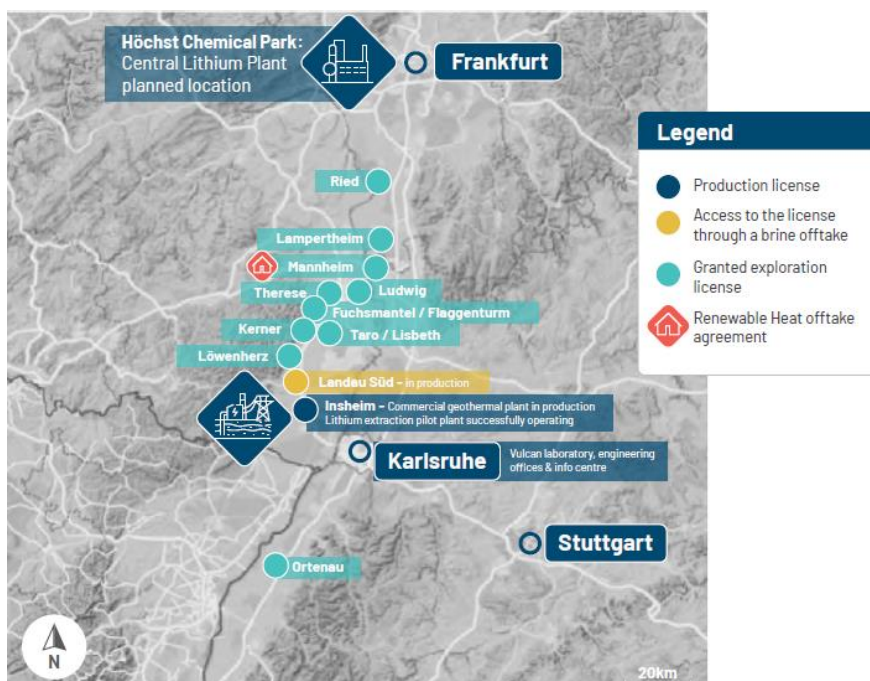 Höchst Chemical Park:
Central Lithium Plant
planned location
Frankfurt
Legend
Production license
Access to the license
through a brine offtake
Granted exploration
license
Renewable Heat offtake
agreement
Ried
Lampertheim
Mannheim
Therese
Ludwig
Fuchsmantel / Flaggenturm
Kerner
Taro / Lisbeth
Löwenherz
Landau Süd – in production
Insheim – Commercial geothermal plant in production
Lithium extraction pilot plant successfully operating
Karlsruhe
Vulcan laboratory, engineering
offices & info centre
Stuttgart
Ortenau
N
20km